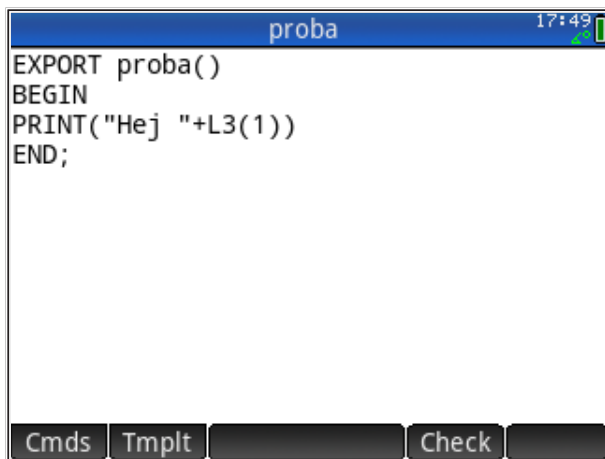 proba 17:49
EXPORT proba()
BEGIN
PRINT("Hej "+L3(1))
END;
Cmds Tmplt Check